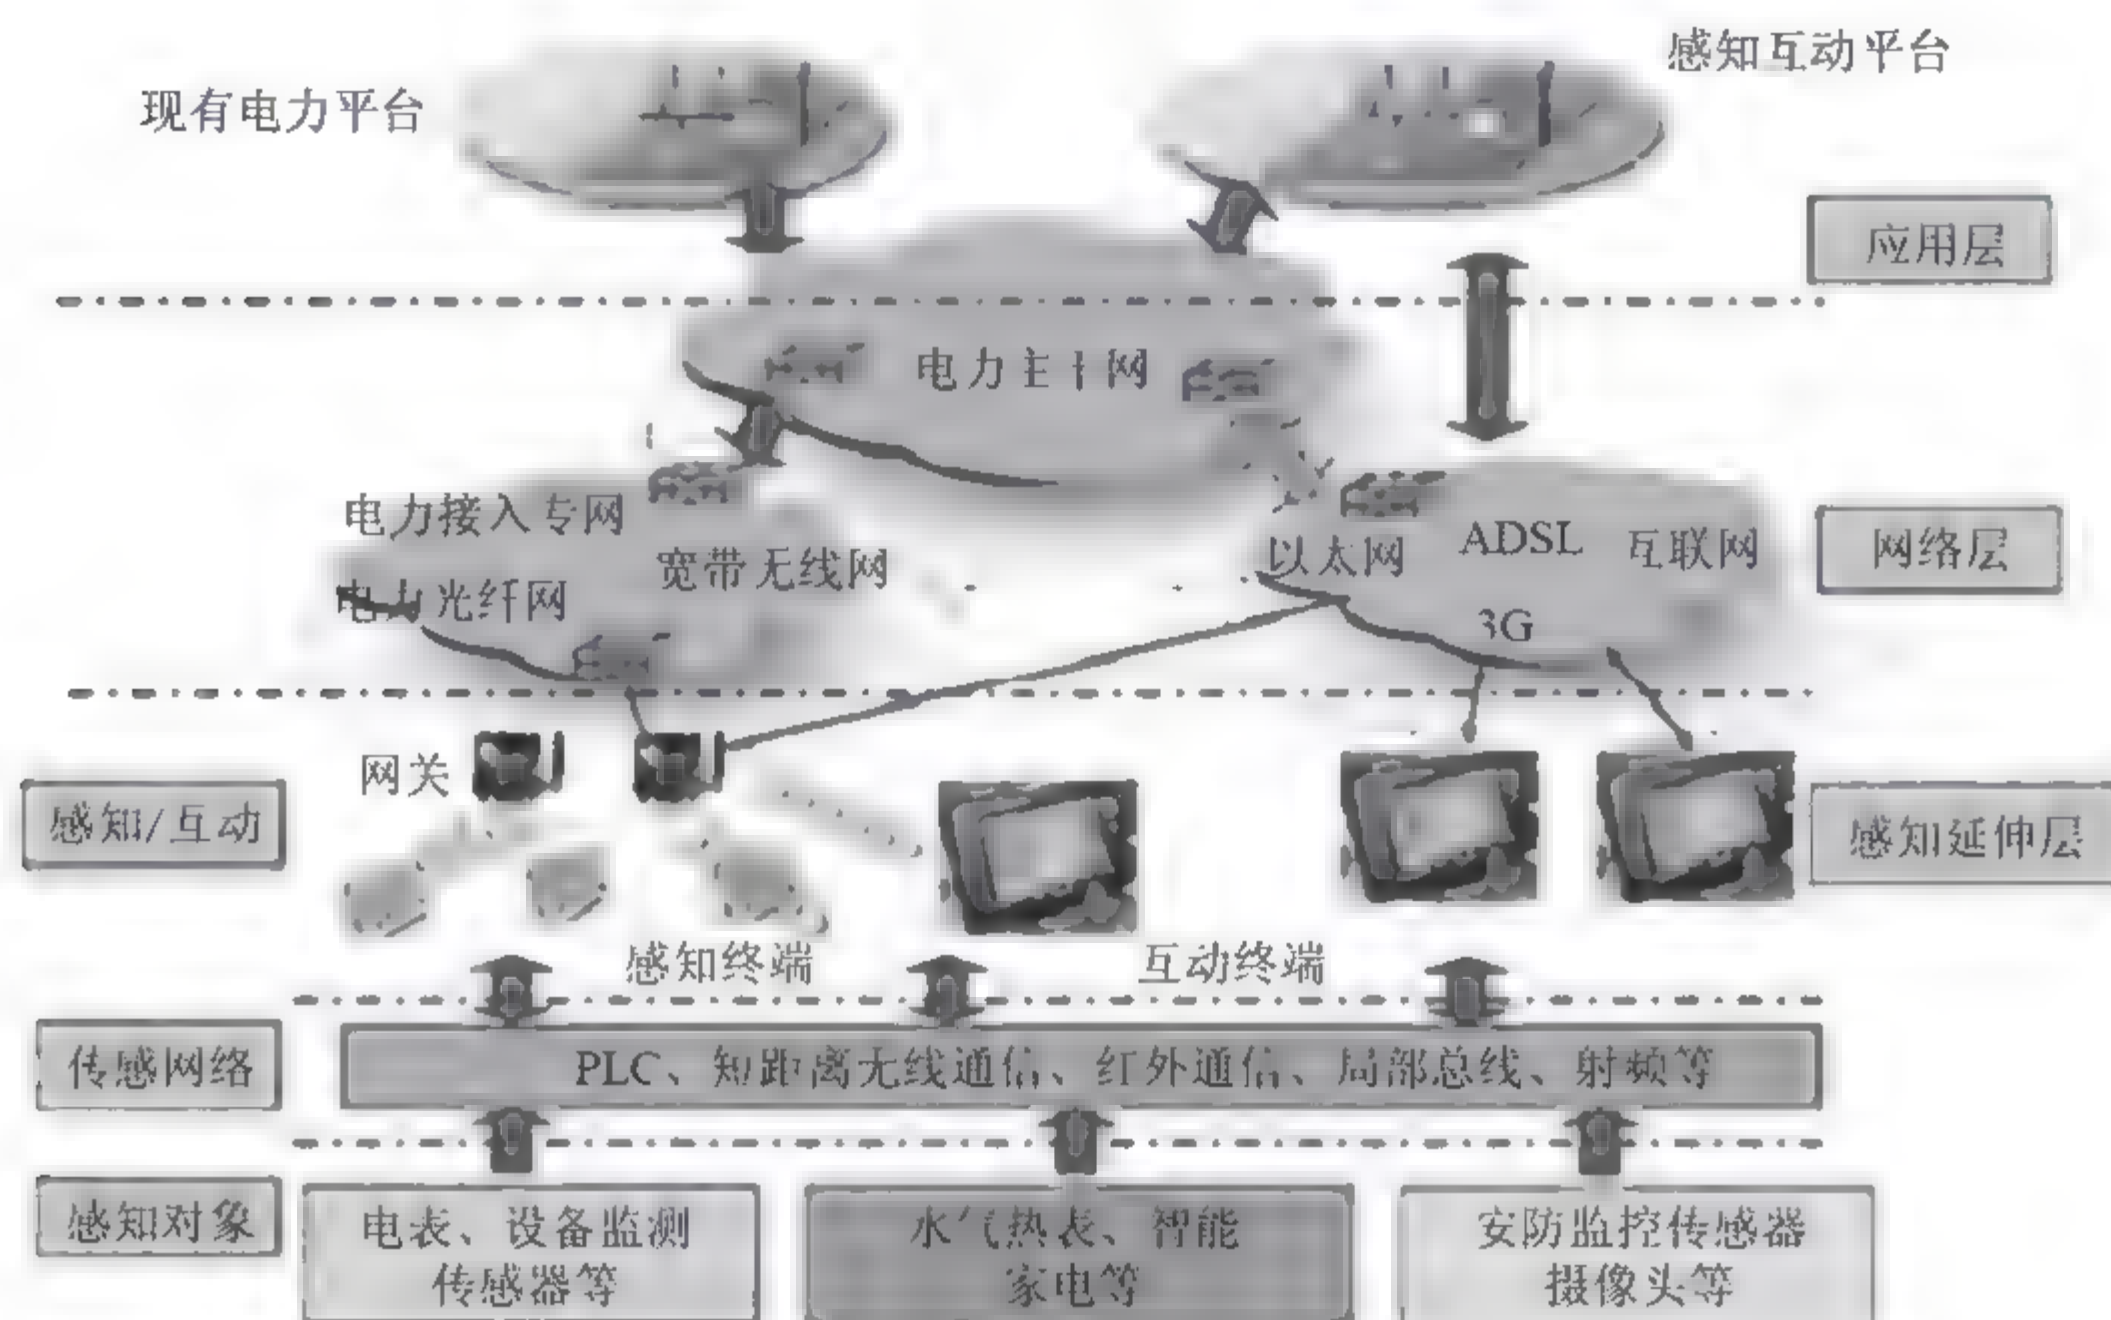 感知互动平台
现有电力平台
应用层
电力主干网
电力接入专网
宽带无线网
电力光纤网
以太网
ADSL
互联网
3G
网络层
网关
感知/互动
感知延伸层
感知终端
互动终端
传感网络
PLC、短距离无线通信、红外通信、局部总线、射频等
感知对象
电表、设备监测
传感器等
水气热表、智能
家电等
安防监控传感器
摄像头等